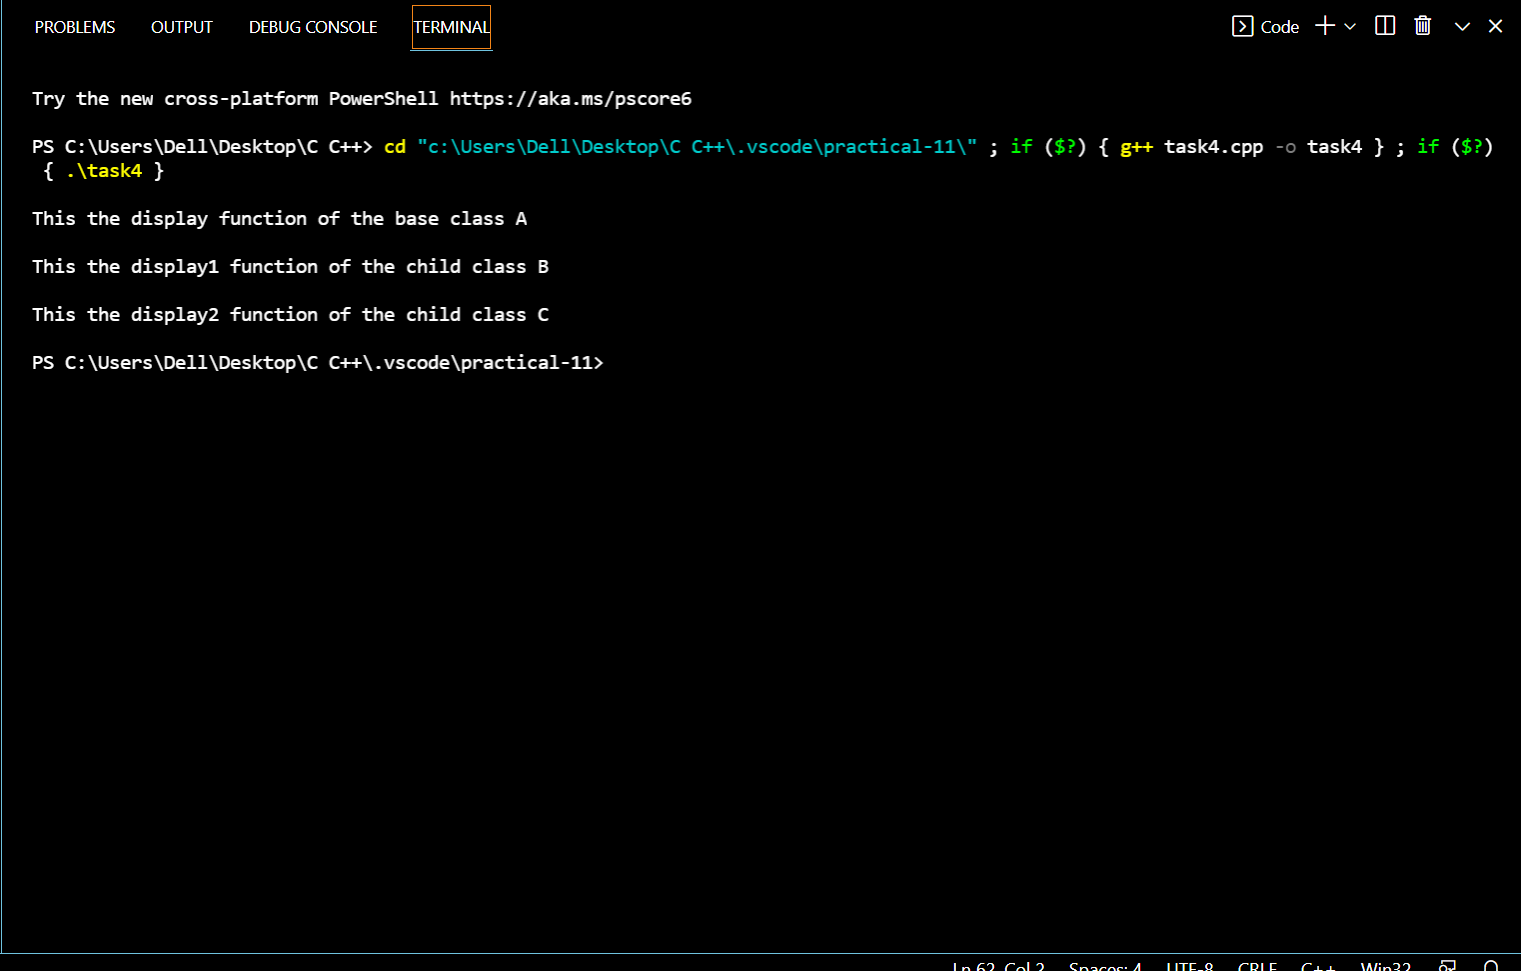 PROBLEMS OUTPUT DEBUG CONSOLE TERMINAL Code
Try the new cross-platform PowerShell https://aka.ms/pscore6
PS C:\Users\Dell\Desktop\C C++> cd "c:\Users\Dell\Desktop\C C++\.vscode\practical-11\" ; if ($?) { g++ task4.cpp -o task4 } ; if ($?)
{ .\task4 }
This the display function of the base class A
This the display1 function of the child class B
This the display2 function of the child class C
PS C:\Users\Dell\Desktop\C C++\.vscode\practical-11>
Ln 62, Col 2 Spaces: 4 UTF-8 CRLF C++ Win32